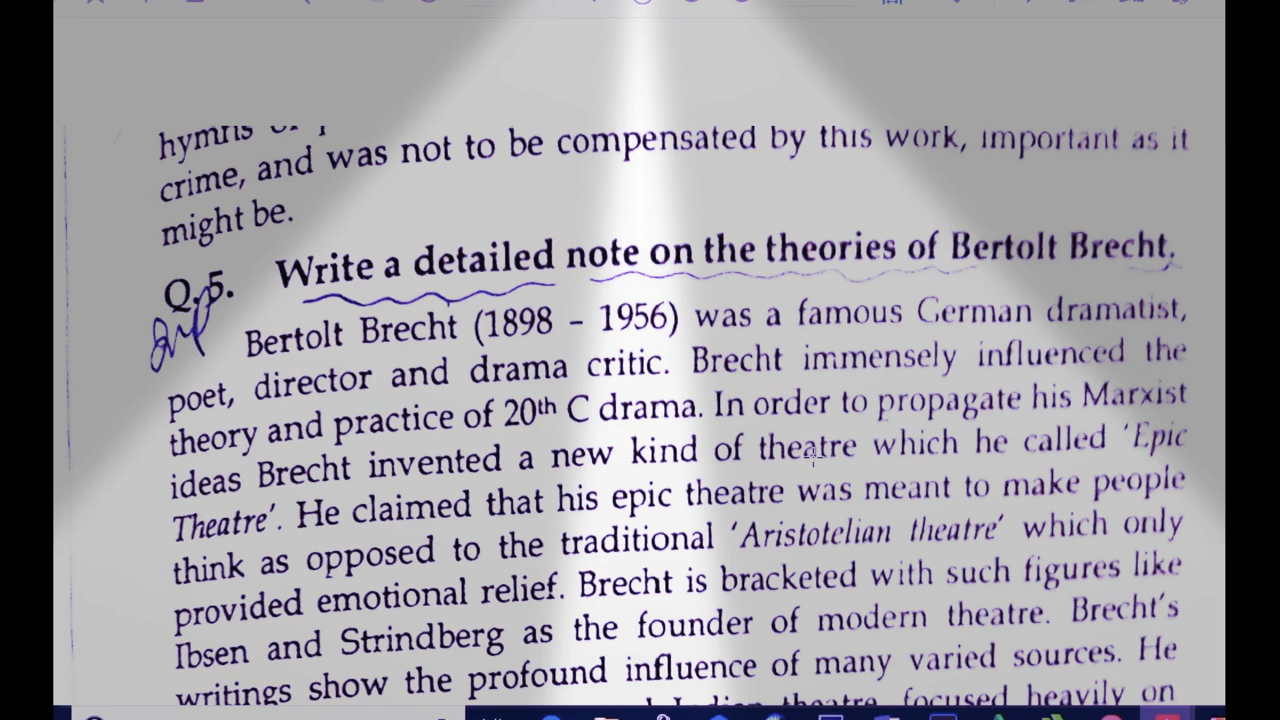 hymns
crime, and was not to be compensated by this work, important as it
might be.
Q.5. Write a detailed note on the theories of Bertolt Brecht.
Bertolt Brecht (1898 – 1956) was a famous German dramatist,
poet, director and drama critic. Brecht immensely influenced the
theory and practice of 20th C drama. In order to propagate his Marxist
ideas Brecht invented a new kind of theatre which he called 'Epic
Theatre'. He claimed that his epic theatre was meant to make people
think as opposed to the traditional 'Aristotelian theatre' which only
provided emotional relief. Brecht is bracketed with such figures like
Ibsen and Strindberg as the founder of modern theatre. Brecht's
writings show the profound influence of many varied sources. He
theatre, focused heavily on